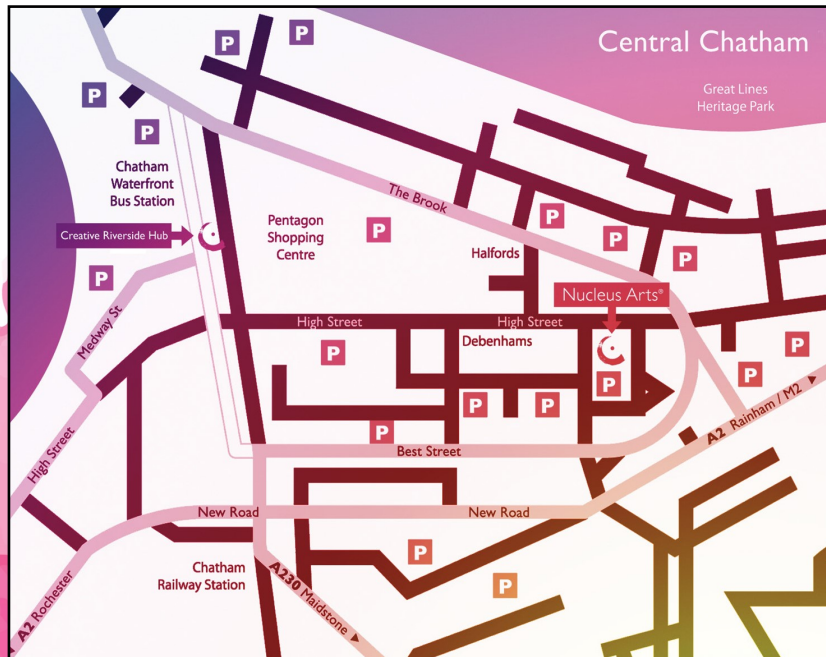 Central Chatham
Great Lines
Heritage Park
P
P
P
P
Chatham
Waterfront
Bus Station
The Brook
Creative Riverside Hub
Pentagon
Shopping
Centre
P
P
P
P
Halfords
P
Nucleus Arts®
Medway St
High Street
High Street
Debenhams
P
P
P
P
P
P
P
A2 Rainham / M2
High Street
Best Street
New Road
New Road
P
Chatham
Railway Station
P
A230 Maidstone
A2 Rochester